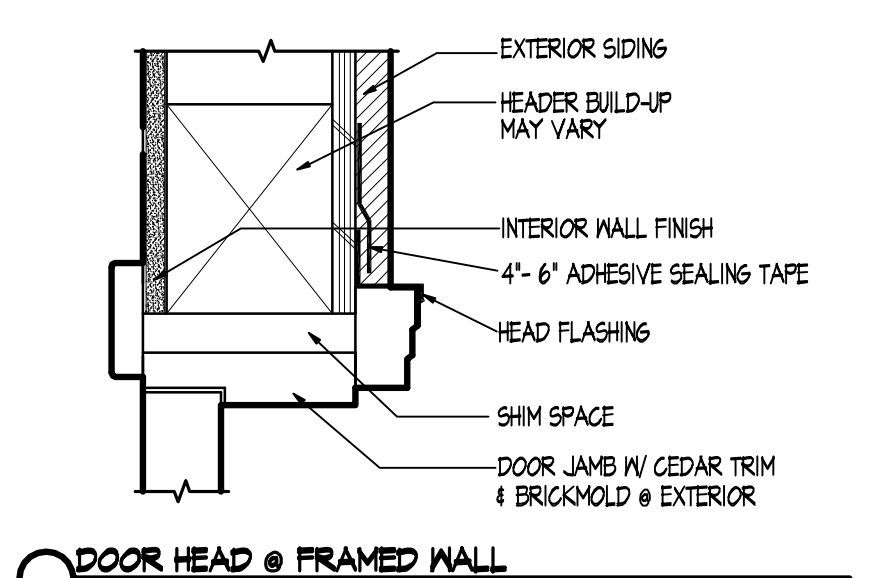 EXTERIOR SIDING
HEADER BUILD-UP
MAY VARY
INTERIOR WALL FINISH
4"- 6" ADHESIVE SEALING TAPE
HEAD FLASHING
SHIM SPACE
DOOR JAMB W/ CEDAR TRIM
& BRICKMOLD @ EXTERIOR
DOOR HEAD @ FRAMED WALL